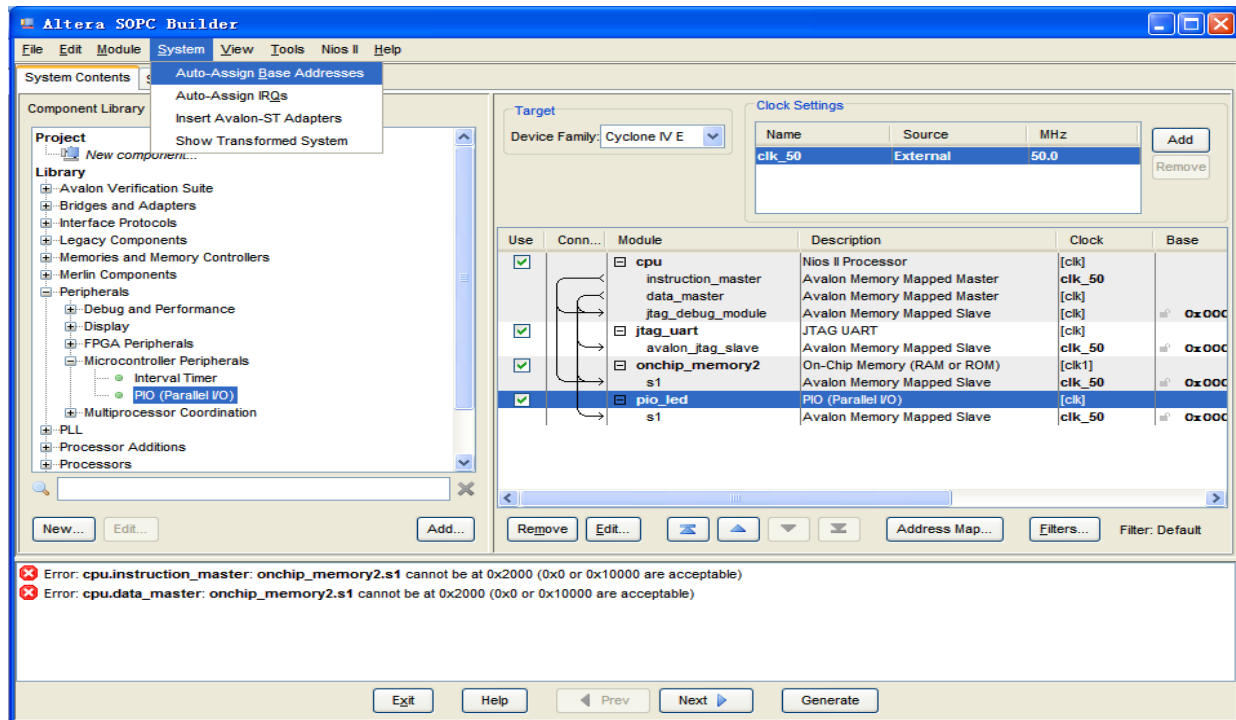 Altera SOPC Builder
File Edit Module System View Tools Nios II Help
System Contents
Auto-Assign Base Addresses
Auto-Assign IRQs
Insert Avalon-ST Adapters
Show Transformed System
Component Library
Project
New component...
Library
Avalon Verification Suite
Bridges and Adapters
Interface Protocols
Legacy Components
Memories and Memory Controllers
Merlin Components
Peripherals
Debug and Performance
Display
FPGA Peripherals
Microcontroller Peripherals
Interval Timer
PIO (Parallel I/O)
Multiprocessor Coordination
PLL
Processor Additions
Processors
New... Edit... Add...
Target
Device Family: Cyclone IV E
Clock Settings
Name Source MHz
clk_50 External 50.0
Add
Remove
Use Conn... Module Description Clock Base
cpu Nios II Processor [clk]
instruction_master Avalon Memory Mapped Master clk_50
data_master Avalon Memory Mapped Master [clk]
jtag_debug_module Avalon Memory Mapped Slave [clk] 0x000
jtag_uart JTAG UART [clk]
avalon_jtag_slave Avalon Memory Mapped Slave clk_50 0x000
onchip_memory2 On-Chip Memory (RAM or ROM) [clk1]
s1 Avalon Memory Mapped Slave clk_50 0x000
pio_led PIO (Parallel I/O) [clk]
s1 Avalon Memory Mapped Slave clk_50 0x000
Remove Edit... Address Map... Filters... Filter: Default
Error: cpu.instruction_master: onchip_memory2.s1 cannot be at 0x2000 (0x0 or 0x10000 are acceptable)
Error: cpu.data_master: onchip_memory2.s1 cannot be at 0x2000 (0x0 or 0x10000 are acceptable)
Exit Help Prev Next Generate